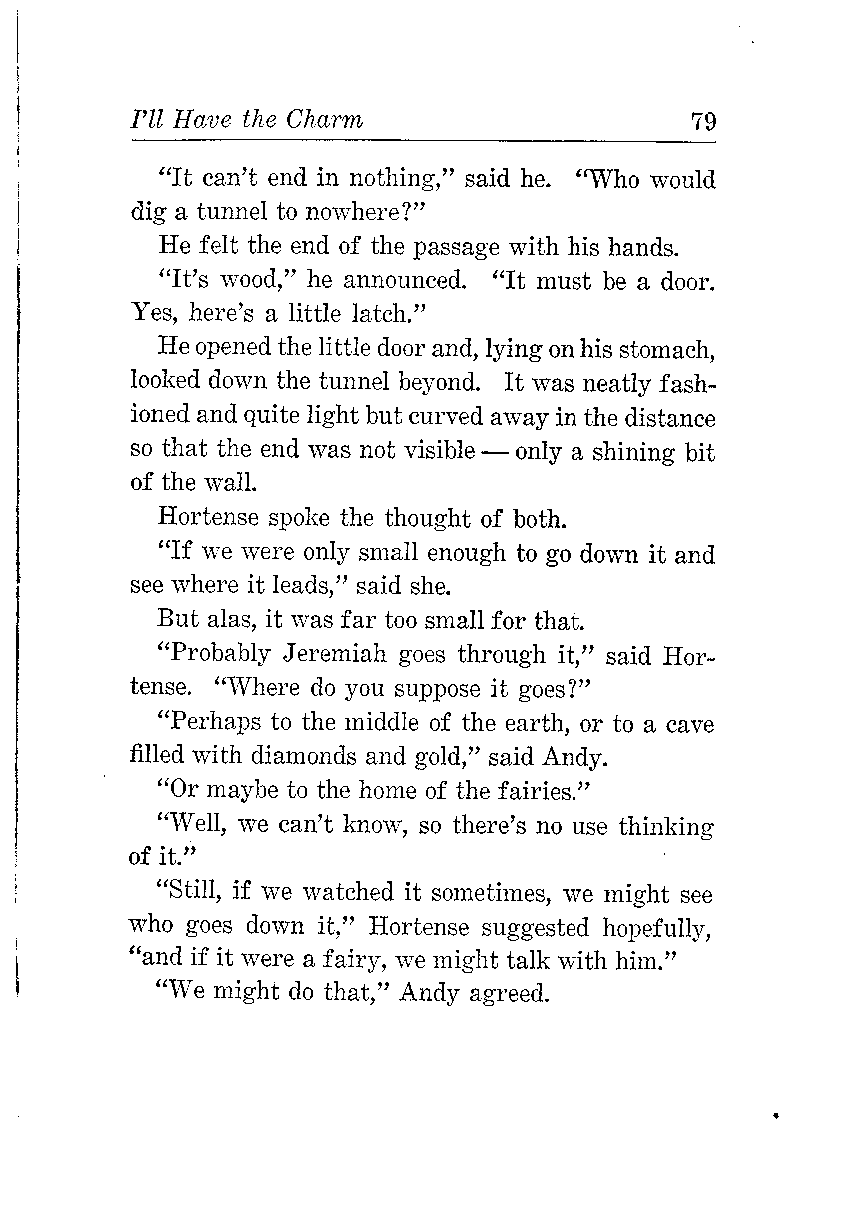 I'll Have the Charm 79
“It can't end in nothing,” said he. “Who would
dig a tunnel to nowhere?”
He felt the end of the passage with his hands.
“It's wood,” he announced. “It must be a door.
Yes, here's a little latch.”
He opened the little door and, lying on his stomach,
looked down the tunnel beyond. It was neatly fash-
ioned and quite light but curved away in the distance
so that the end was not visible — only a shining bit
of the wall.
Hortense spoke the thought of both.
“If we were only small enough to go down it and
see where it leads,” said she.
But alas, it was far too small for that.
“Probably Jeremiah goes through it,” said Hor-
tense. “Where do you suppose it goes?”
“Perhaps to the middle of the earth, or to a cave
filled with diamonds and gold,” said Andy.
“Or maybe to the home of the fairies.”
“Well, we can't know, so there's no use thinking
of it.”
“Still, if we watched it sometimes, we might see
who goes down it,” Hortense suggested hopefully,
“and if it were a fairy, we might talk with him.”
“We might do that,” Andy agreed.